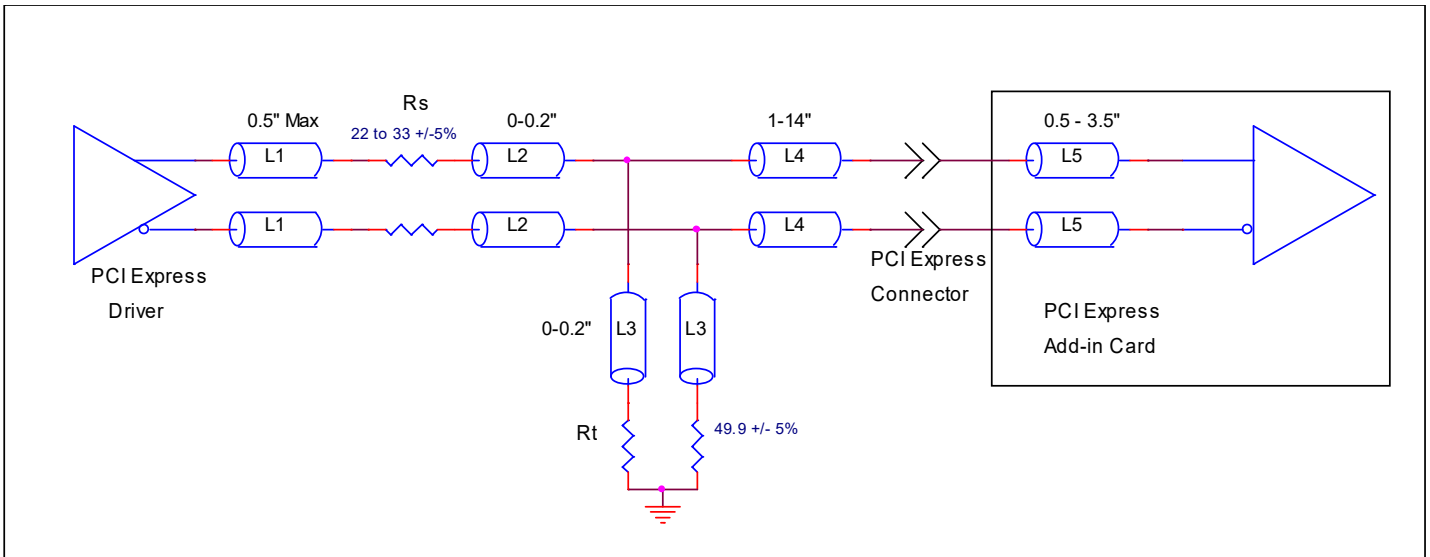 Rs
0.5" Max
22 to 33 +/-5%
0-0.2"
1-14"
0.5 - 3.5"
L1
L2
L4
L5
L1
L2
L4
L5
PCI Express
Driver
PCI Express
Connector
PCI Express
Add-in Card
0-0.2"
L3
L3
Rt
49.9 +/- 5%